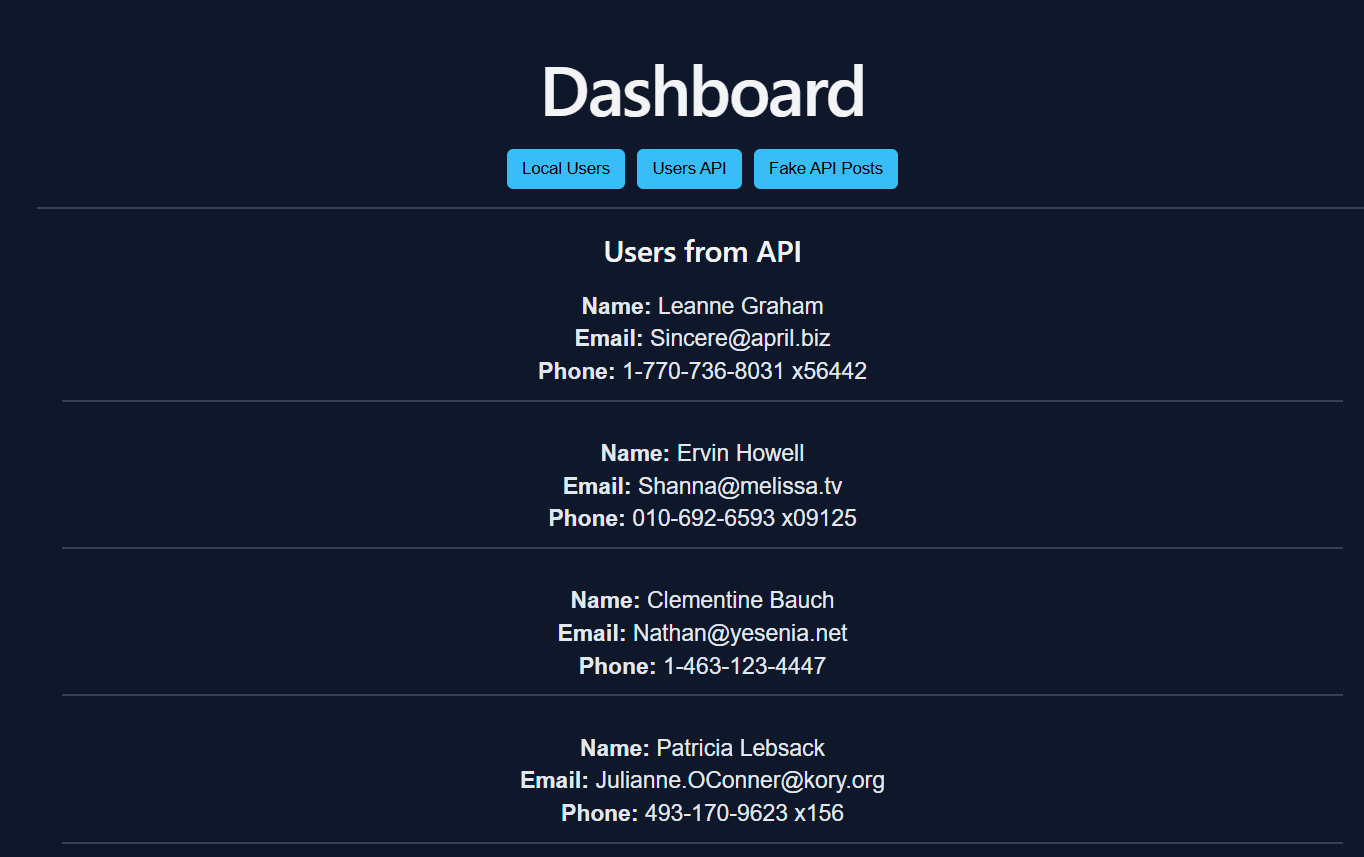 Dashboard
Local Users Users API Fake API Posts
Users from API
Name: Leanne Graham
Email: Sincere@april.biz
Phone: 1-770-736-8031 x56442
Name: Ervin Howell
Email: Shanna@melissa.tv
Phone: 010-692-6593 x09125
Name: Clementine Bauch
Email: Nathan@yesenia.net
Phone: 1-463-123-4447
Name: Patricia Lebsack
Email: Julianne.OConner@kory.org
Phone: 493-170-9623 x156